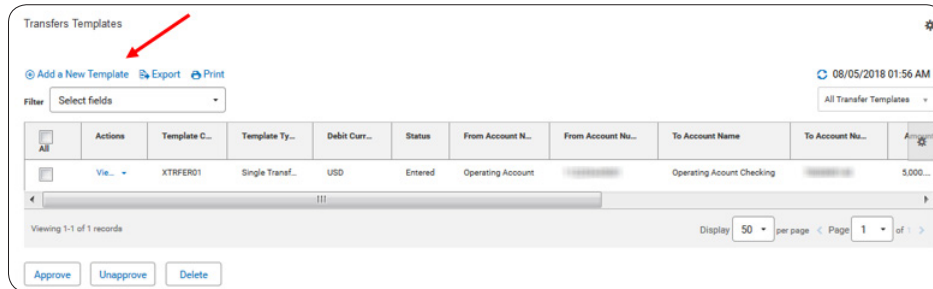 Transfers Templates
Add a New Template Export Print
08/05/2018 01:56 AM
Filter Select fields
All Transfer Templates
All Actions Template C... Template Ty... Debit Curr... Status From Account N... From Account Nu... To Account Name To Account Nu... Amount
Vie... XTRFER01 Single Transf... USD Entered Operating Account Operating Acount Checking 5,000....
Viewing 1-1 of 1 records
Display 50 per page < Page 1 of 1 >
Approve Unapprove Delete